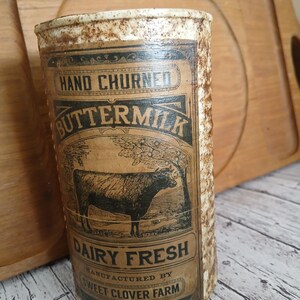 HAND CHURNED
BUTTERMILK
DAIRY FRESH
MANUFACTURED BY
SWEET CLOVER FARM